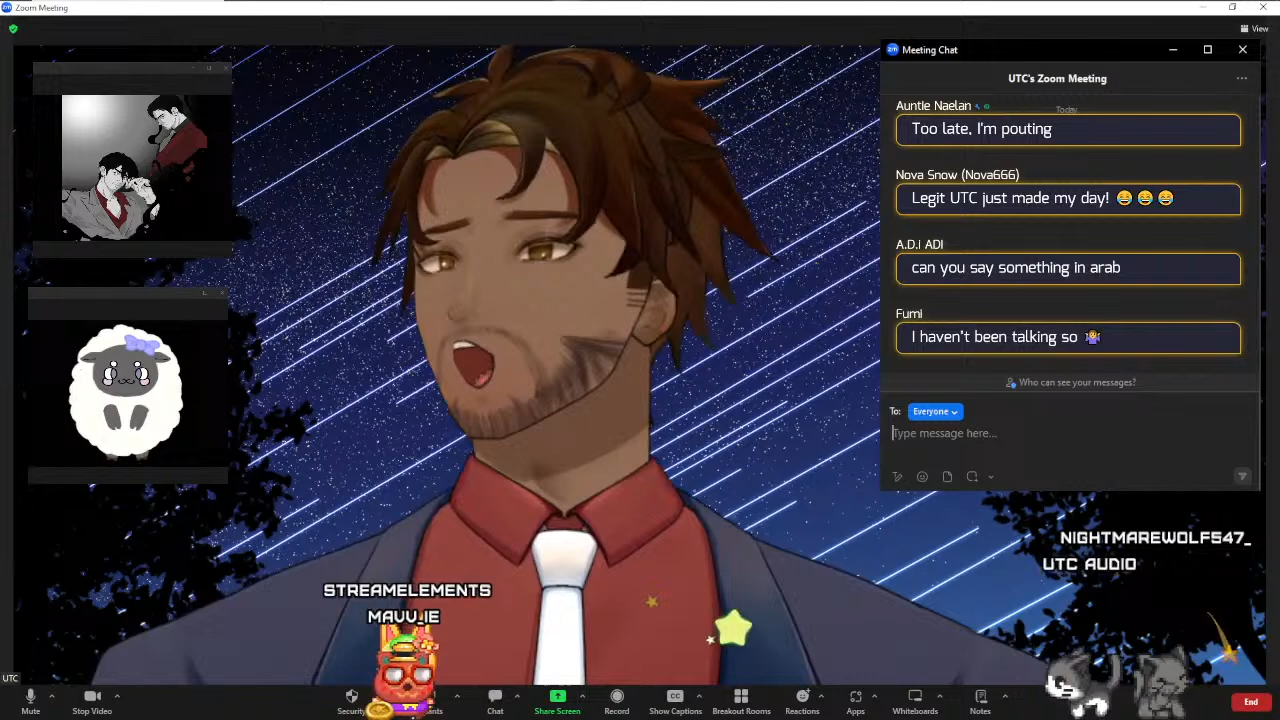 Zoom Meeting
View
Meeting Chat
UTC's Zoom Meeting
Today
Auntie Naelan
Too late, I'm pouting
Nova Snow (Nova666)
Legit UTC just made my day! 😂 😂 😆
A.D.i ADI
can you say something in arab
Fumi
I haven't been talking so 🤷‍♀️
Who can see your messages?
To: Everyone
Type message here...
NIGHTMAREWOLF547_
UTC AUDIO
STREAMELEMENTS
MAVV_IE
UTC
Mute
Stop Video
Security
Chat
Share Screen
Record
Show Captions
Breakout Rooms
Reactions
Apps
Whiteboards
Notes
End